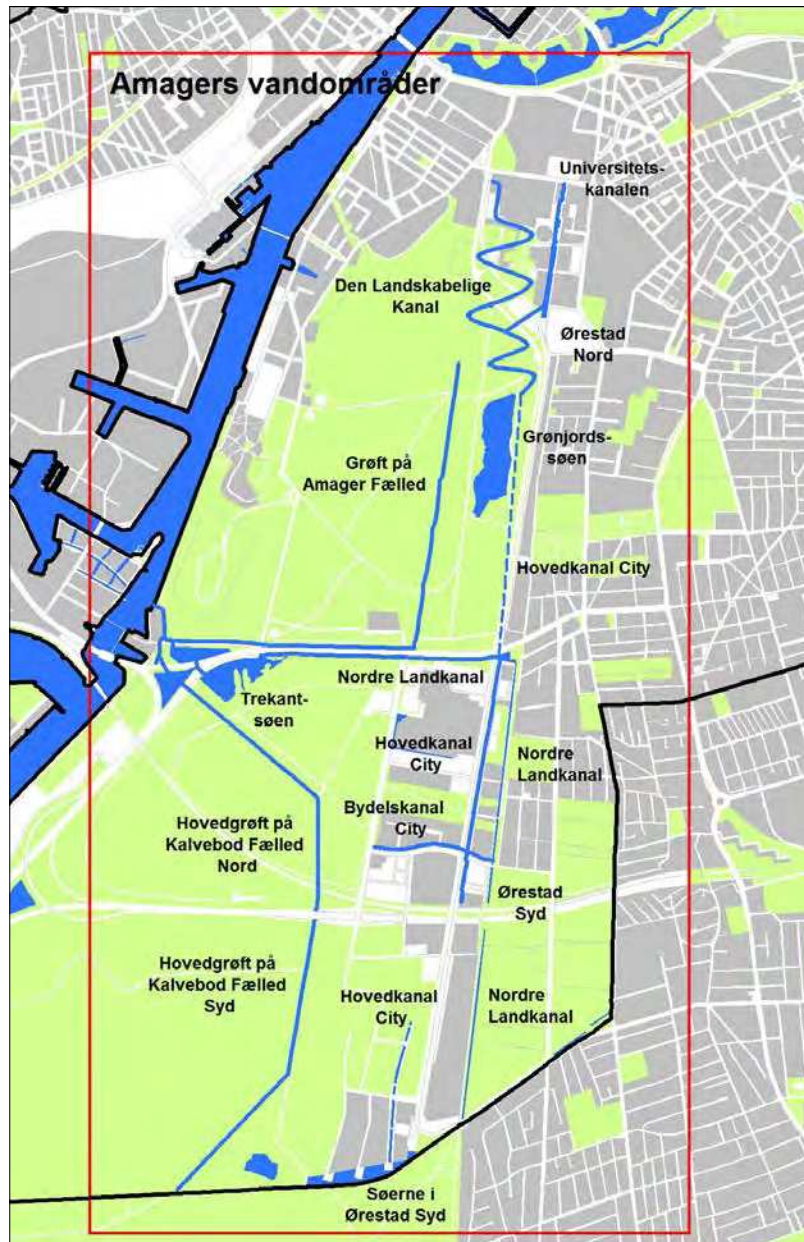 Amagers vandområder
Universitets-
kanalen
Den Landskabelige
Kanal
Ørestad
Nord
Grønjords-
søen
Grøft på
Amager Fælled
Hovedkanal City
Nordre Landkanal
Trekant-
søen
Hovedkanal
City
Nordre
Landkanal
Bydelskanal
City
Hovedgrøft på
Kalvebod Fælled
Nord
Ørestad
Syd
Hovedgrøft på
Kalvebod Fælled
Syd
Hovedkanal
City
Nordre
Landkanal
Søerne i
Ørestad Syd